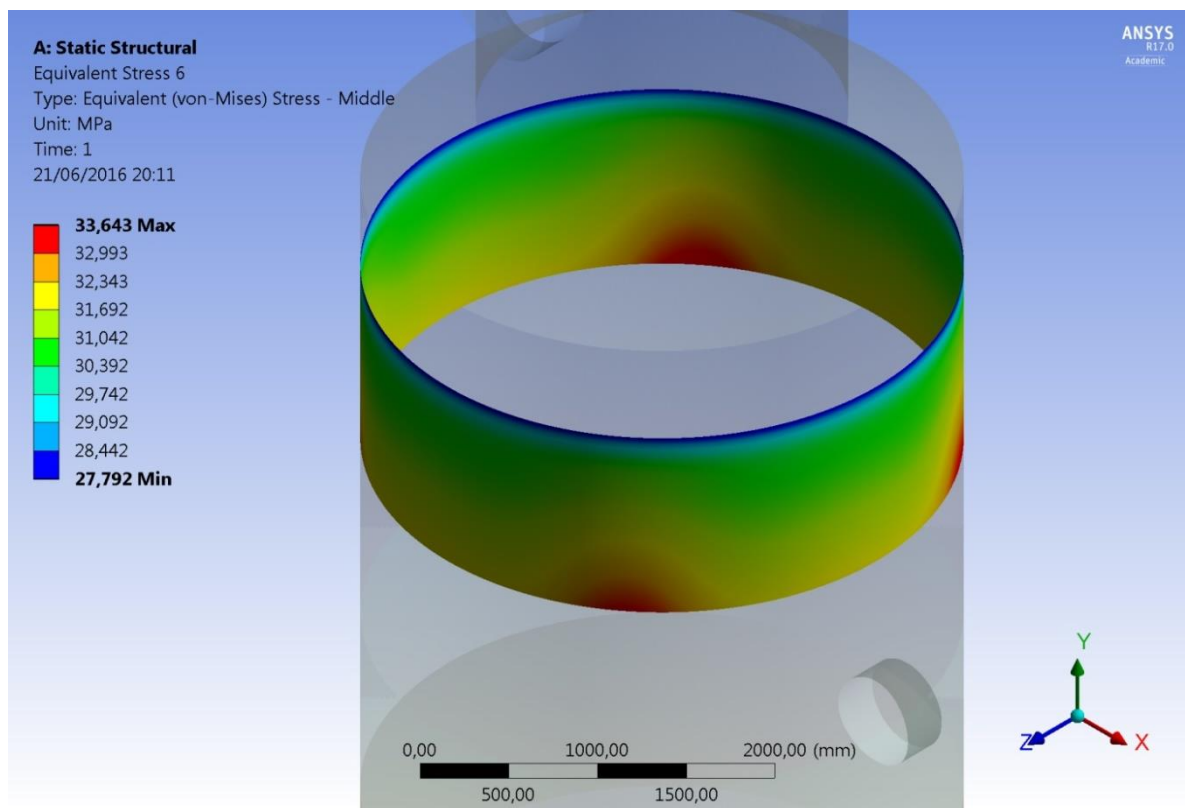 A: Static Structural
Equivalent Stress 6
Type: Equivalent (von-Mises) Stress - Middle
Unit: MPa
Time: 1
21/06/2016 20:11
33,643 Max
32,993
32,343
31,692
31,042
30,392
29,742
29,092
28,442
27,792 Min
ANSYS
R17.0
Academic
0,00 1000,00 2000,00 (mm)
500,00 1500,00
Y
Z X